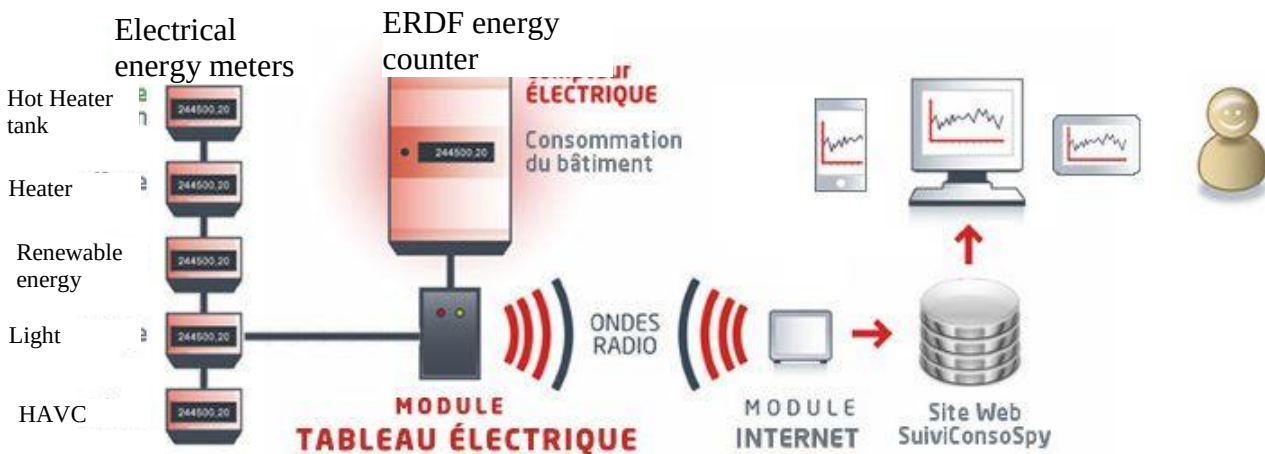 Electrical
energy meters
ERDF energy
counter
Hot Heater
tank
Heater
Renewable
energy
Light
HAVC
244500,20
244500,20
244500,20
244500,20
244500,20
ÉLECTRIQUE
Consommation
du bâtiment
244500,20
ONDES
RADIO
MODULE
TABLEAU ÉLECTRIQUE
MODULE
INTERNET
Site Web
SuiviConsoSpy